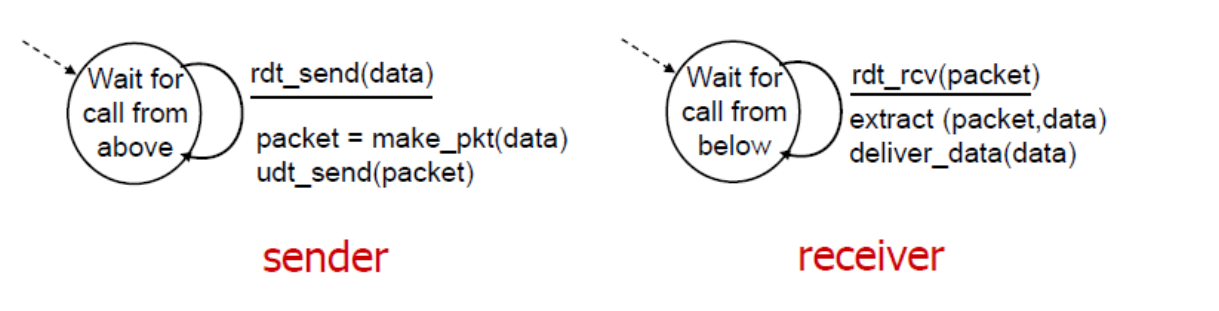 Wait for
call from
above
rdt_send(data)
packet = make_pkt(data)
udt_send(packet)
sender
Wait for
call from
below
rdt_rcv(packet)
extract (packet,data)
deliver_data(data)
receiver